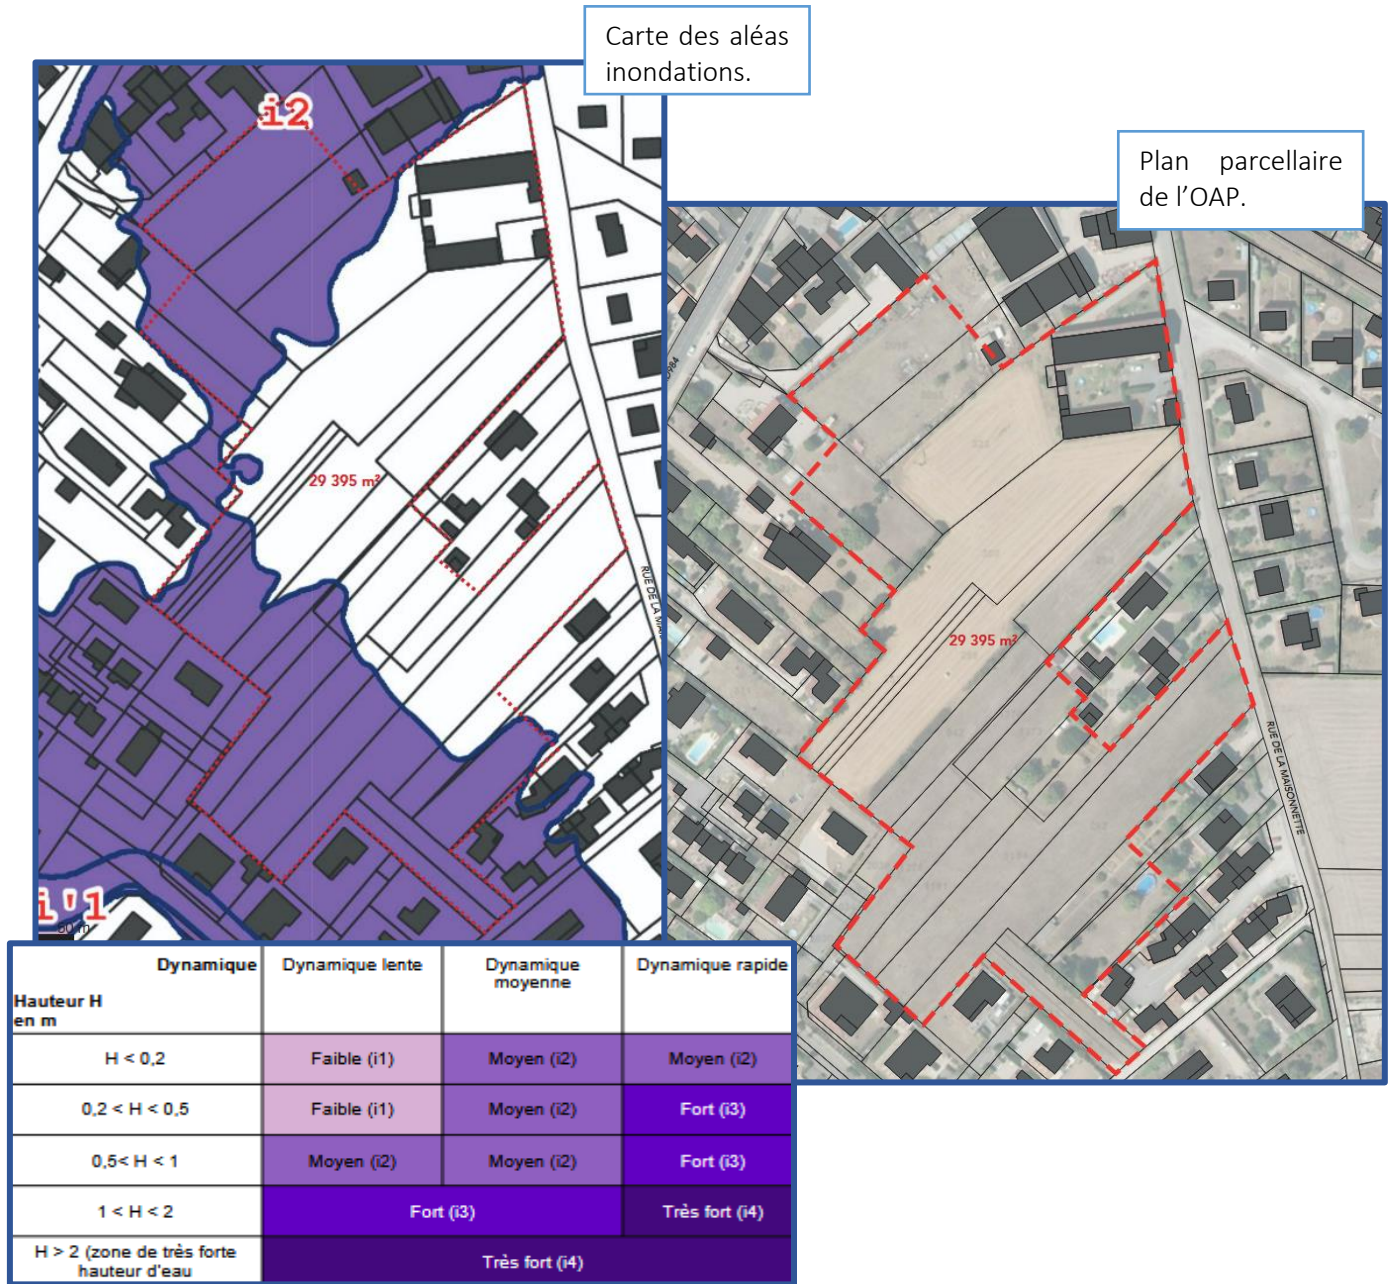 Carte des aléas
inondations.
Plan parcellaire
de l’OAP.
i2
29 395 m²
i'1
RUE DE LA
29 395 m²
RUE DE LA MAISONNETTE
Dynamique
Hauteur H
en m
Dynamique lente
Dynamique
moyenne
Dynamique rapide
H < 0,2
Faible (i1)
Moyen (i2)
Moyen (i2)
0,2 < H < 0,5
Faible (i1)
Moyen (i2)
Fort (i3)
0,5< H < 1
Moyen (i2)
Moyen (i2)
Fort (i3)
1 < H < 2
Fort (i3)
Très fort (i4)
H > 2 (zone de très forte
hauteur d'eau
Très fort (i4)